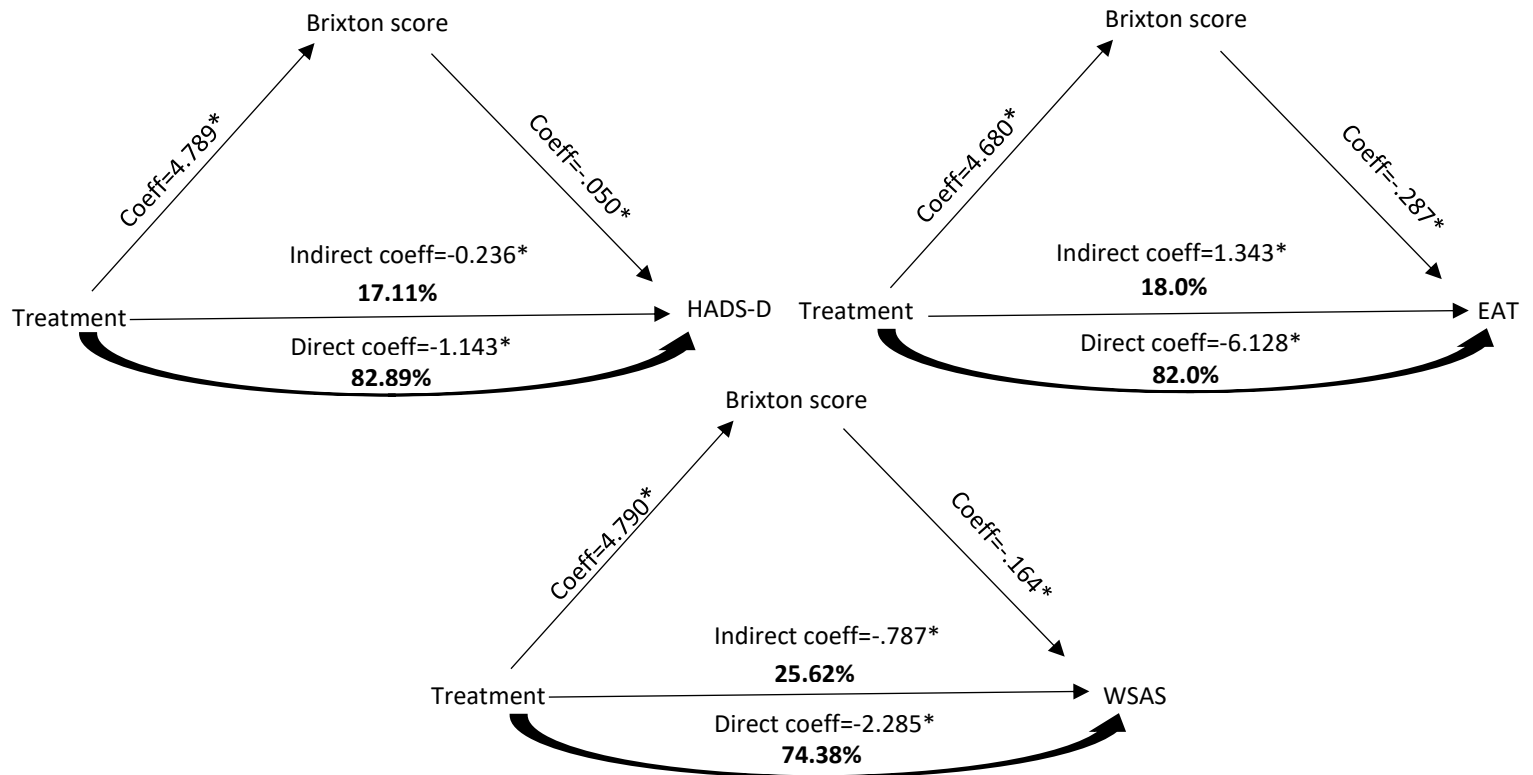 Brixton score
Coeff=4.789*
Coeff=-.050*
Indirect coeff=-0.236*
17.11%
Treatment
HADS-D
Direct coeff=-1.143*
82.89%
Brixton score
Coeff=4.680*
Coeff=-.287*
Indirect coeff=1.343*
18.0%
Treatment
EAT
Direct coeff=-6.128*
82.0%
Brixton score
Coeff=4.790*
Coeff=-.164*
Indirect coeff=-.787*
25.62%
Treatment
WSAS
Direct coeff=-2.285*
74.38%